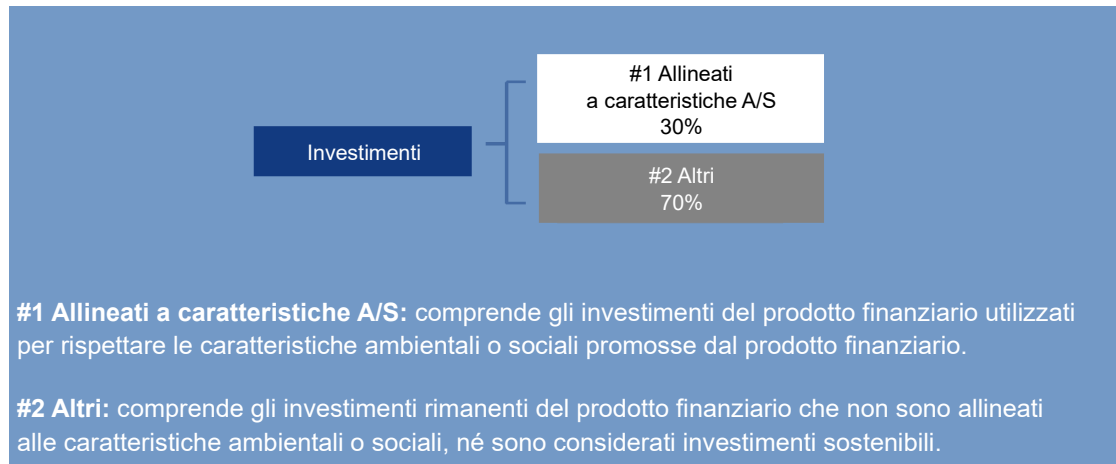 #1 Allineati
a caratteristiche A/S
30%
Investimenti
#2 Altri
70%
#1 Allineati a caratteristiche A/S: comprende gli investimenti del prodotto finanziario utilizzati
per rispettare le caratteristiche ambientali o sociali promosse dal prodotto finanziario.
#2 Altri: comprende gli investimenti rimanenti del prodotto finanziario che non sono allineati
alle caratteristiche ambientali o sociali, né sono considerati investimenti sostenibili.